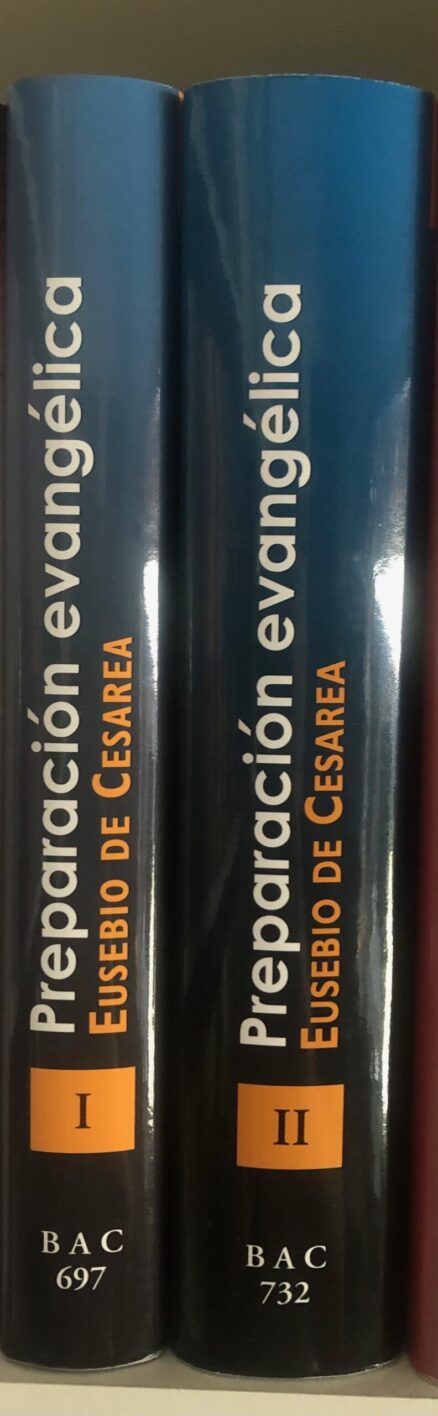 Preparación evangélica
EUSEBIO DE CESAREA
I
BAC
697
Preparación evangélica
EUSEBIO DE CESAREA
II
BAC
732